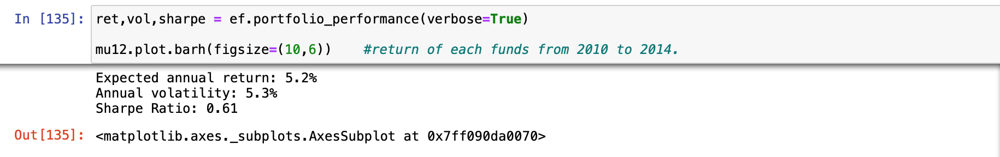 In [135]: ret,vol,sharpe = ef.portfolio_performance(verbose=True)
mu12.plot.barh(figsize=(10,6))    #return of each funds from 2010 to 2014.
Expected annual return: 5.2%
Annual volatility: 5.3%
Sharpe Ratio: 0.61
Out[135]: <matplotlib.axes._subplots.AxesSubplot at 0x7ff090da0070>